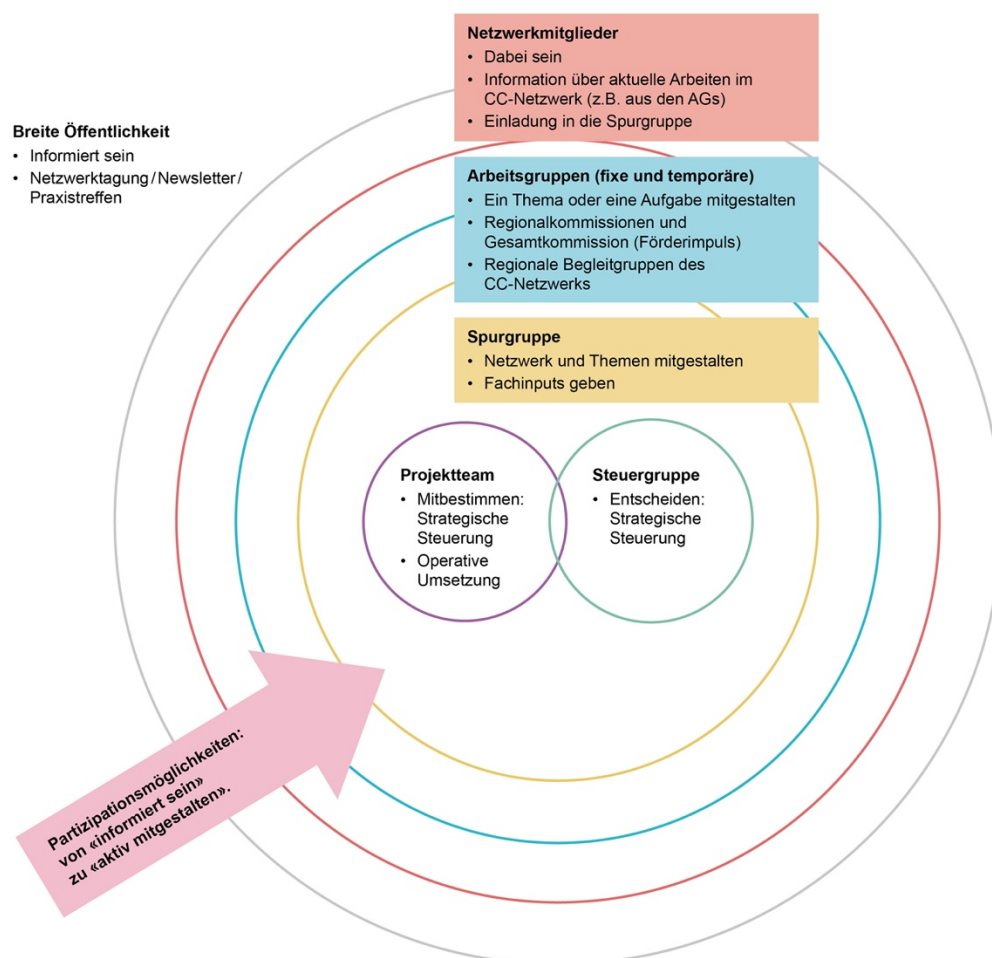 Netzwerkmitglieder
• Dabei sein
• Information über aktuelle Arbeiten im
CC-Netzwerk (z.B. aus den AGs)
• Einladung in die Spurgruppe
Breite Öffentlichkeit
• Informiert sein
• Netzwerktagung/Newsletter/
Praxistreffen
Arbeitsgruppen (fixe und temporäre)
• Ein Thema oder eine Aufgabe mitgestalten
• Regionalkommissionen und
Gesamtkommission (Förderimpuls)
• Regionale Begleitgruppen des
CC-Netzwerks
Spurgruppe
• Netzwerk und Themen mitgestalten
• Fachinputs geben
Projektteam
• Mitbestimmen:
Strategische
Steuerung
• Operative
Umsetzung
Steuergruppe
• Entscheiden:
Strategische
Steuerung
Partizipationsmöglichkeiten:
von «informiert sein»
zu «aktiv mitgestalten».